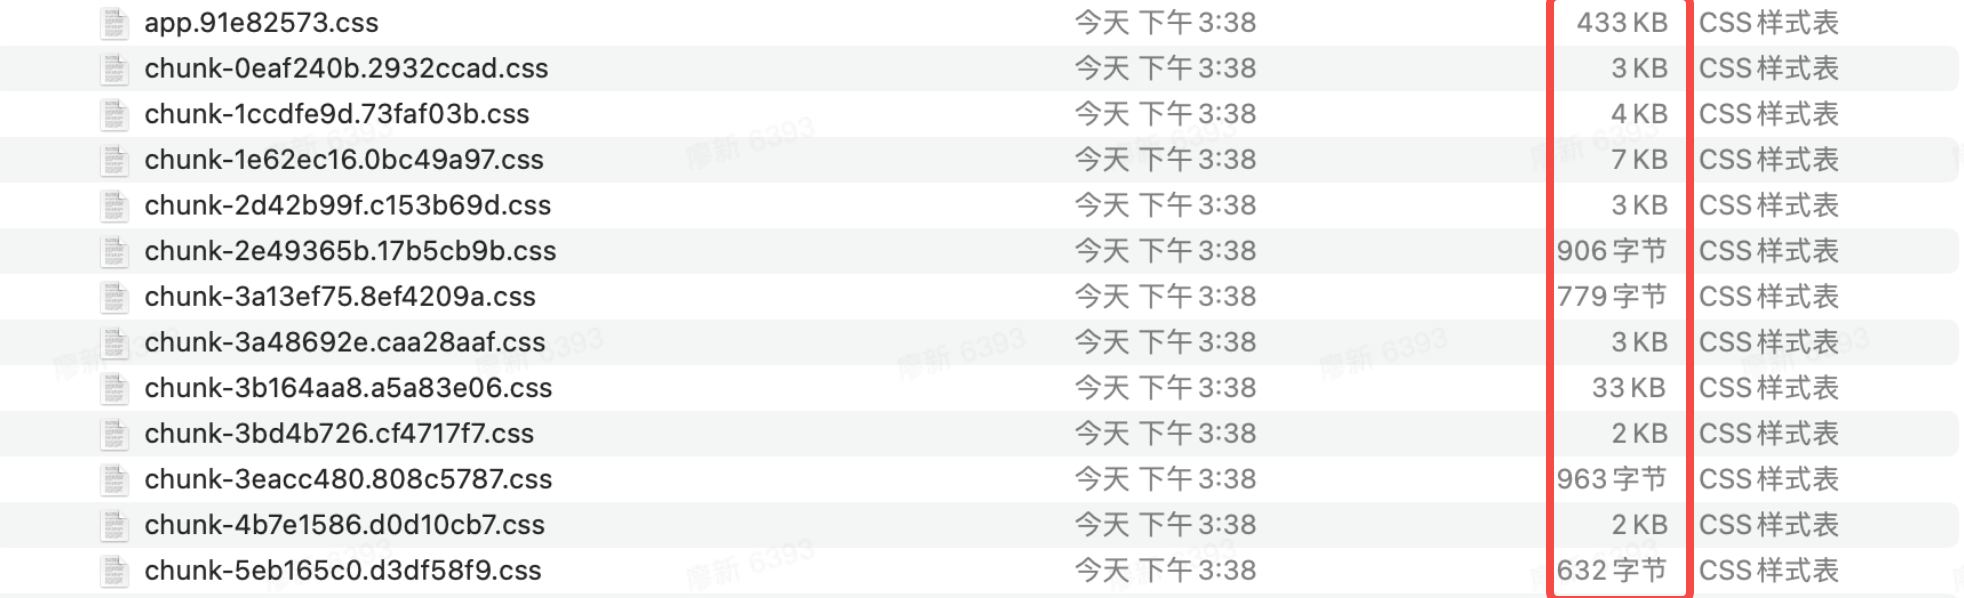 app.91e82573.css 今天 下午 3:38 433 KB CSS样式表
chunk-0eaf240b.2932ccad.css 今天 下午 3:38 3 KB CSS样式表
chunk-1ccdfe9d.73faf03b.css 今天 下午 3:38 4 KB CSS样式表
chunk-1e62ec16.0bc49a97.css 今天 下午 3:38 7 KB CSS样式表
chunk-2d42b99f.c153b69d.css 今天 下午 3:38 3 KB CSS样式表
chunk-2e49365b.17b5cb9b.css 今天 下午 3:38 906 字节 CSS样式表
chunk-3a13ef75.8ef4209a.css 今天 下午 3:38 779 字节 CSS样式表
chunk-3a48692e.caa28aaf.css 今天 下午 3:38 3 KB CSS样式表
chunk-3b164aa8.a5a83e06.css 今天 下午 3:38 33 KB CSS样式表
chunk-3bd4b726.cf4717f7.css 今天 下午 3:38 2 KB CSS样式表
chunk-3eacc480.808c5787.css 今天 下午 3:38 963 字节 CSS样式表
chunk-4b7e1586.d0d10cb7.css 今天 下午 3:38 2 KB CSS样式表
chunk-5eb165c0.d3df58f9.css 今天 下午 3:38 632 字节 CSS样式表
廖新 6393